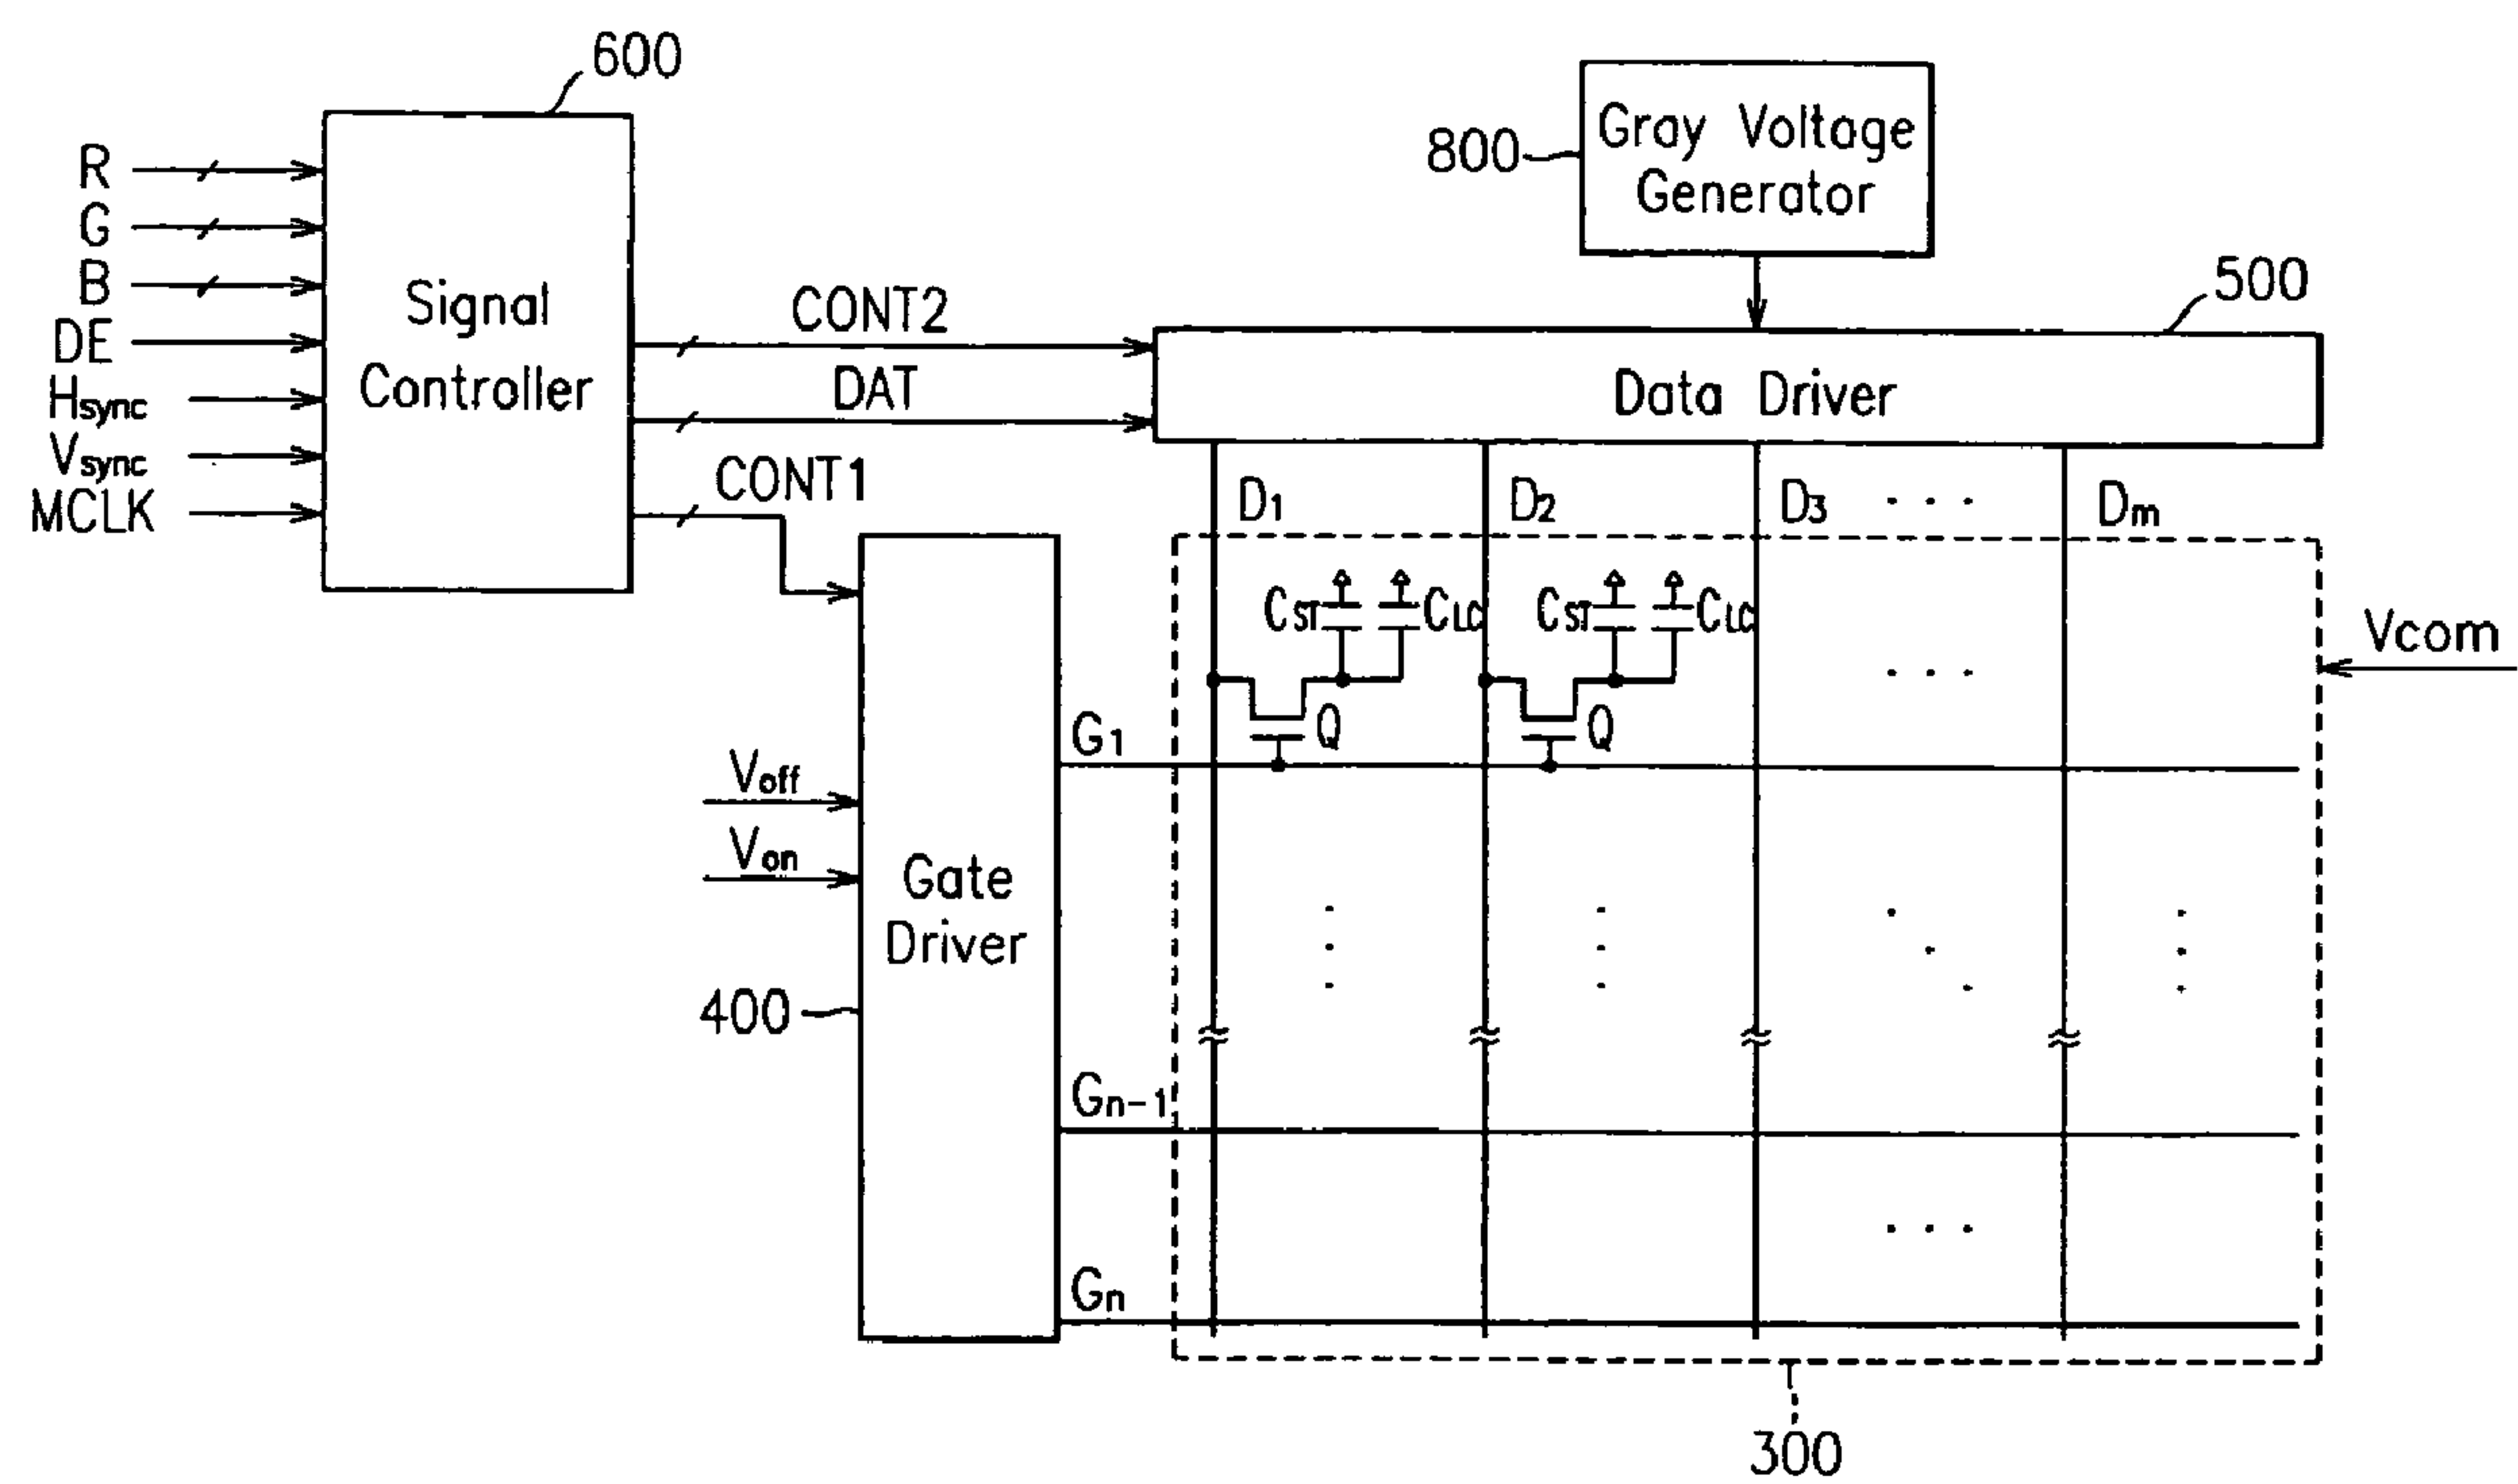 600
R
G
B
DE
Hsync
Vsync
MCLK
Signal
Controller
800
Gray Voltage
Generator
500
CONT2
DAT
CONT1
Data Driver
D1
D2
D3
. . .
Dm
CST
CLC
CST
CLC
. . .
Vcom
Q
Q
G1
Voff
Von
Gate
Driver
400
Gn-1
. . .
Gn
300